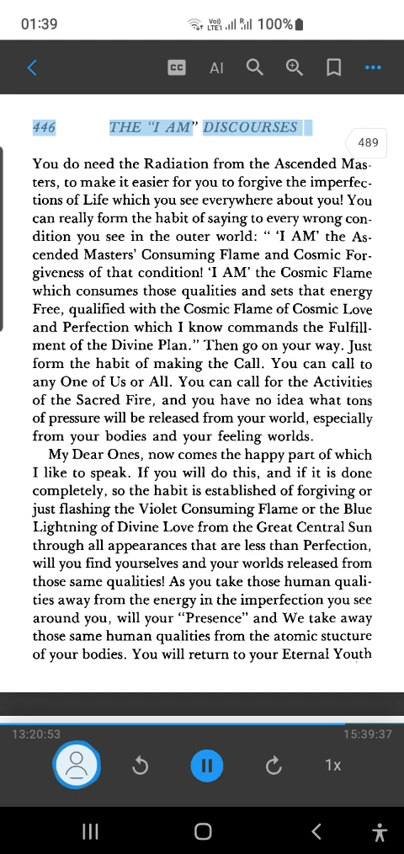 01:39
Vo)) LTE1 R 100%
CC AI
446 THE "I AM" DISCOURSES
489
You do need the Radiation from the Ascended Mas-
ters, to make it easier for you to forgive the imperfec-
tions of Life which you see everywhere about you! You
can really form the habit of saying to every wrong con-
dition you see in the outer world: " 'I AM' the As-
cended Masters' Consuming Flame and Cosmic For-
giveness of that condition! 'I AM' the Cosmic Flame
which consumes those qualities and sets that energy
Free, qualified with the Cosmic Flame of Cosmic Love
and Perfection which I know commands the Fulfill-
ment of the Divine Plan." Then go on your way. Just
form the habit of making the Call. You can call to
any One of Us or All. You can call for the Activities
of the Sacred Fire, and you have no idea what tons
of pressure will be released from your world, especially
from your bodies and your feeling worlds.
My Dear Ones, now comes the happy part of which
I like to speak. If you will do this, and if it is done
completely, so the habit is established of forgiving or
just flashing the Violet Consuming Flame or the Blue
Lightning of Divine Love from the Great Central Sun
through all appearances that are less than Perfection,
will you find yourselves and your worlds released from
those same qualities! As you take those human quali-
ties away from the energy in the imperfection you see
around you, will your "Presence" and We take away
those same human qualities from the atomic stucture
of your bodies. You will return to your Eternal Youth
13:20:53 15:39:37
1x